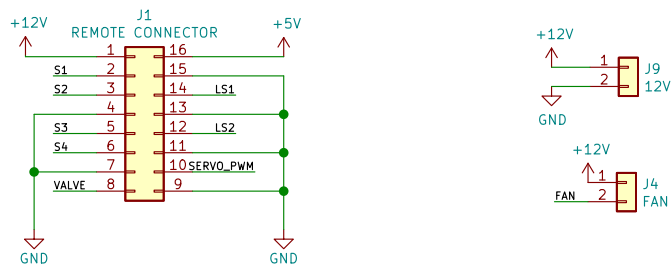 J1
REMOTE CONNECTOR
+12V
+5V
1 16
S1 2 15
S2 3 14 LS1
4 13
S3 5 12 LS2
S4 6 11
7 10 SERVO_PWM
VALVE 8 9
GND
GND
+12V
1 J9
2 12V
GND
+12V
1 J4
FAN 2 FAN